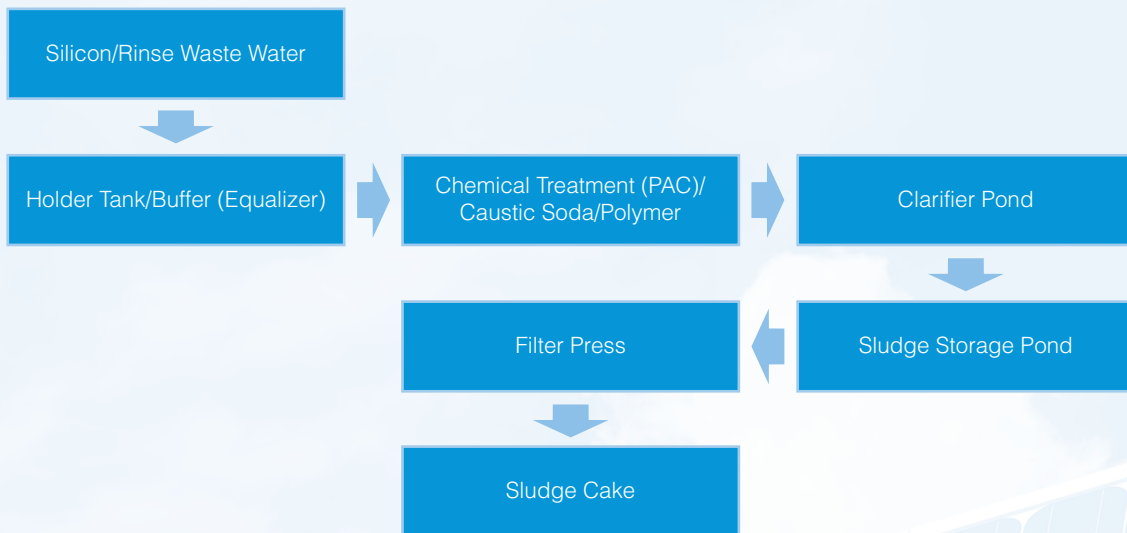 Silicon/Rinse Waste Water
Holder Tank/Buffer (Equalizer)
Chemical Treatment (PAC)/
Caustic Soda/Polymer
Clarifier Pond
Sludge Storage Pond
Filter Press
Sludge Cake